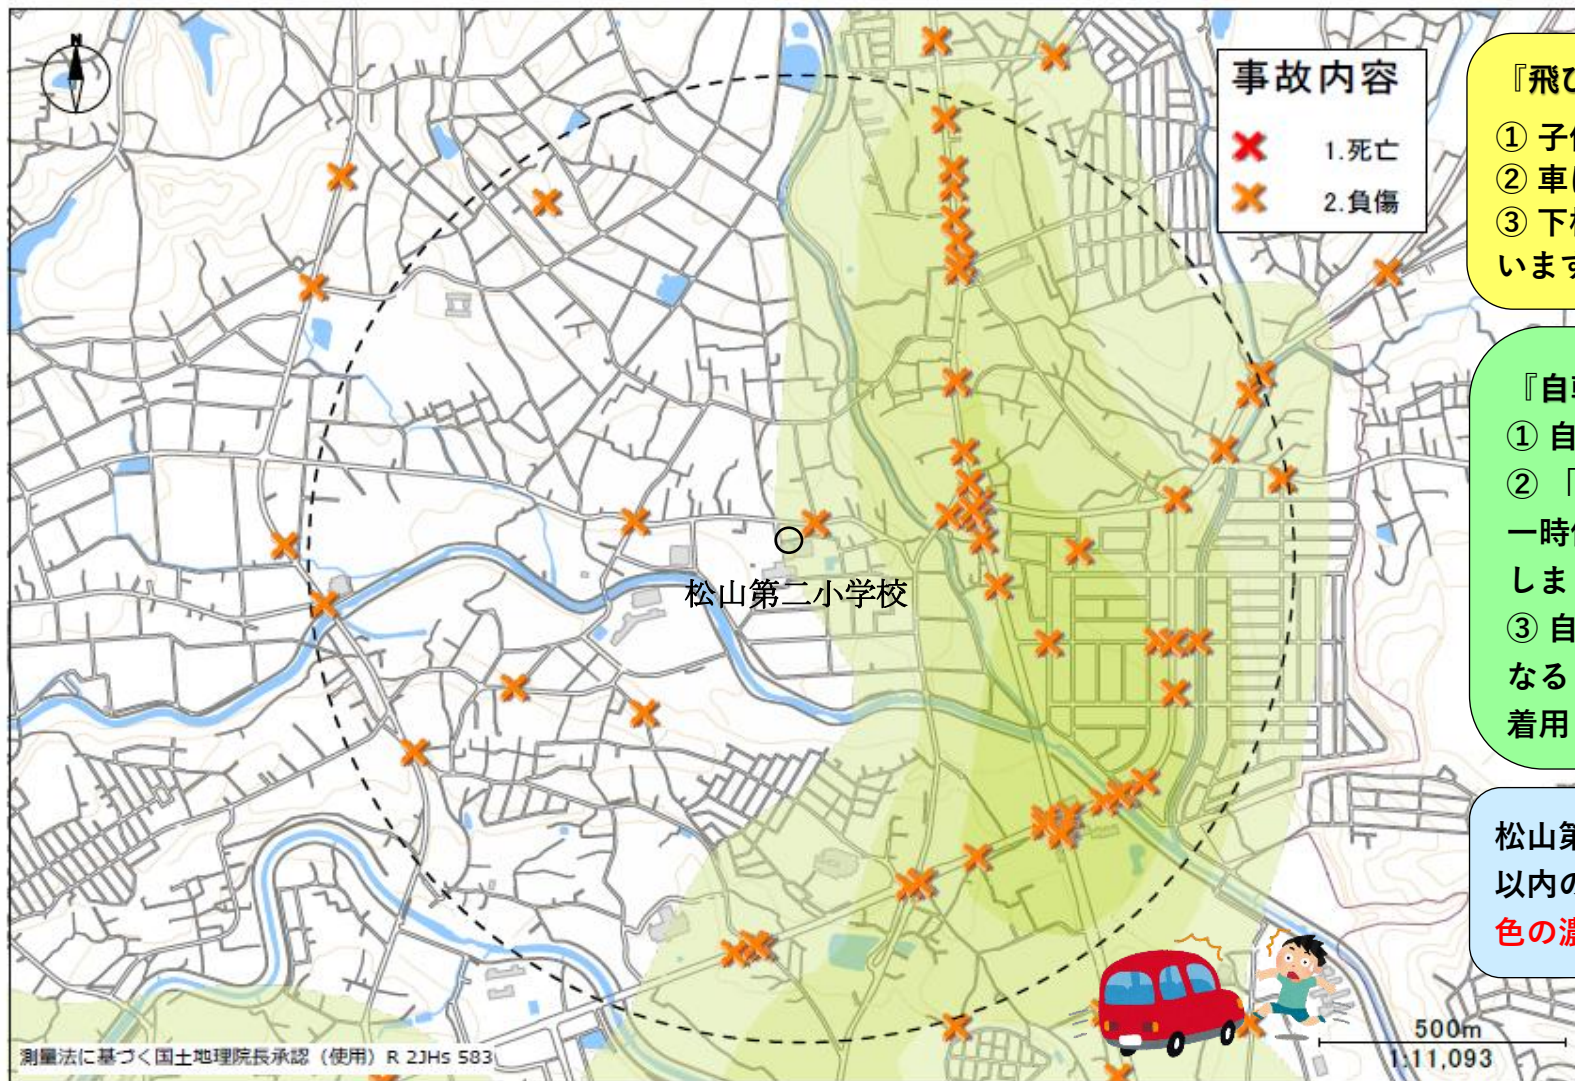 N
事故内容
1.死亡
2.負傷
松山第二小学校
『飛び
① 子
② 車
③ 下
います
『自
① 自
② 「
一時
しま
③ 自
なる
着用
松山第
以内の
色の濃
500m
1:11,093
測量法に基づく国土地理院長承認（使用）R 2JHs 583